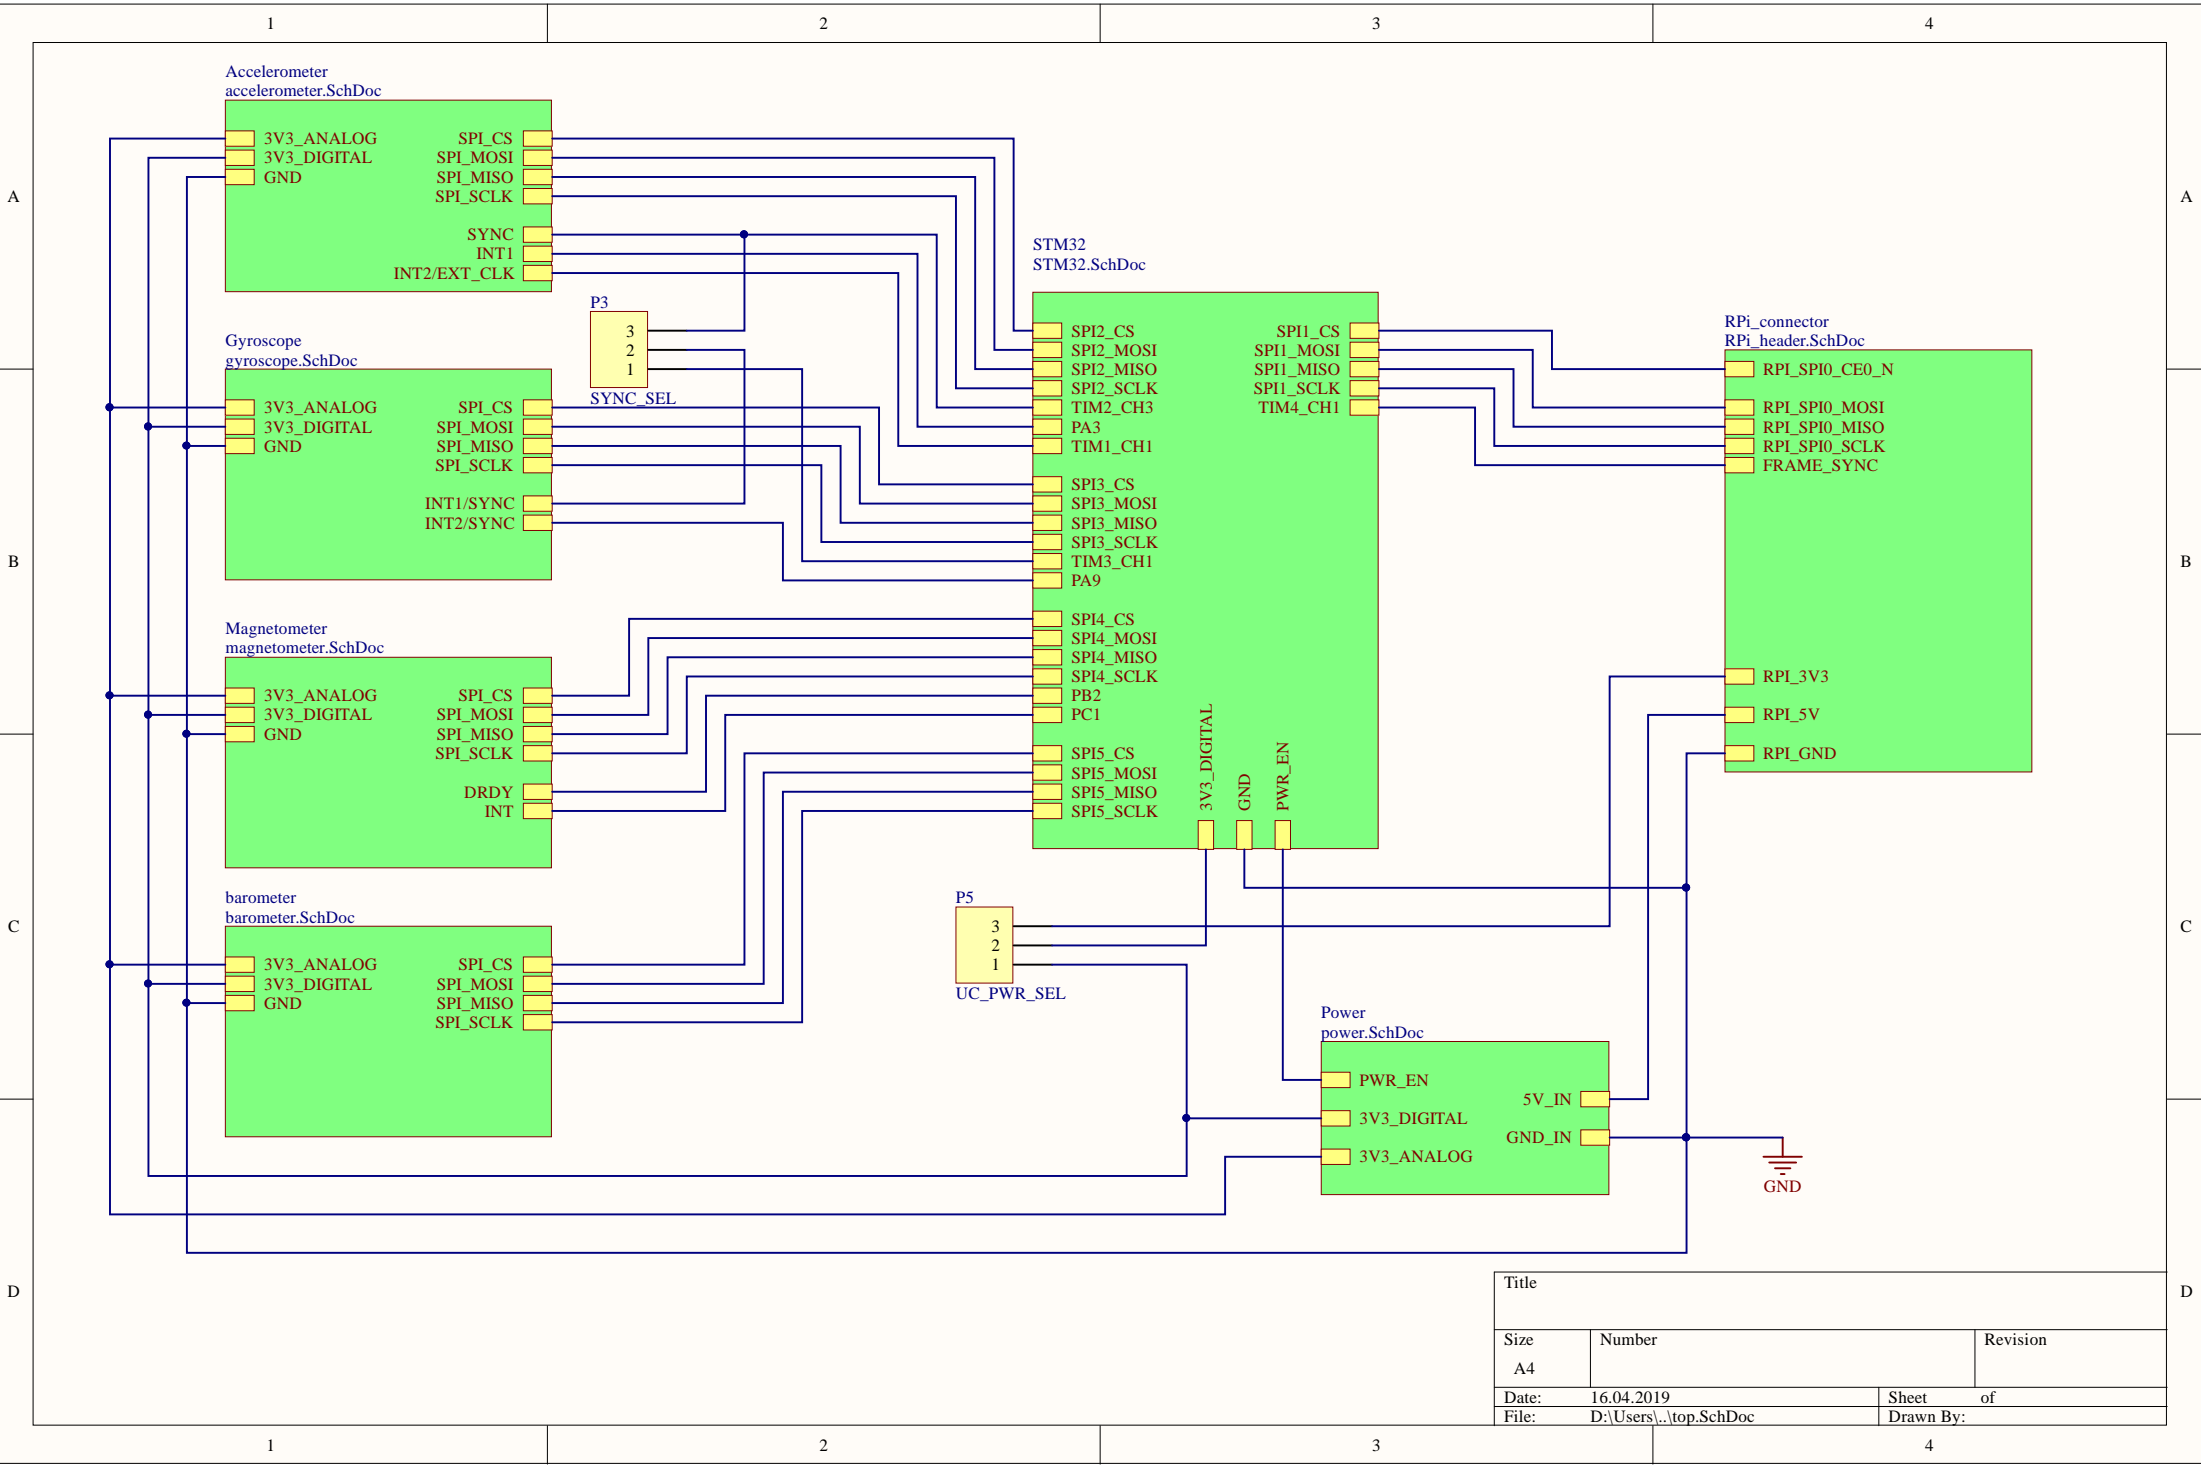 1 2 3 4
A A
B B
C C
D D
1 2 3 4
Accelerometer
accelerometer.SchDoc
3V3_ANALOG SPI_CS
3V3_DIGITAL SPI_MOSI
GND SPI_MISO
SPI_SCLK
SYNC
INT1
INT2/EXT_CLK
P3
3
2
1
SYNC_SEL
Gyroscope
gyroscope.SchDoc
3V3_ANALOG SPI_CS
3V3_DIGITAL SPI_MOSI
GND SPI_MISO
SPI_SCLK
INT1/SYNC
INT2/SYNC
Magnetometer
magnetometer.SchDoc
3V3_ANALOG SPI_CS
3V3_DIGITAL SPI_MOSI
GND SPI_MISO
SPI_SCLK
DRDY
INT
barometer
barometer.SchDoc
3V3_ANALOG SPI_CS
3V3_DIGITAL SPI_MOSI
GND SPI_MISO
SPI_SCLK
STM32
STM32.SchDoc
SPI2_CS SPI1_CS
SPI2_MOSI SPI1_MOSI
SPI2_MISO SPI1_MISO
SPI2_SCLK SPI1_SCLK
TIM2_CH3 TIM4_CH1
PA3
TIM1_CH1
SPI3_CS
SPI3_MOSI
SPI3_MISO
SPI3_SCLK
TIM3_CH1
PA9
SPI4_CS
SPI4_MOSI
SPI4_MISO
SPI4_SCLK
PB2
PC1
SPI5_CS
SPI5_MOSI
SPI5_MISO
SPI5_SCLK
3V3_DIGITAL
GND
PWR_EN
RPi_connector
RPi_header.SchDoc
RPI_SPI0_CE0_N
RPI_SPI0_MOSI
RPI_SPI0_MISO
RPI_SPI0_SCLK
FRAME_SYNC
RPI_3V3
RPI_5V
RPI_GND
P5
3
2
1
UC_PWR_SEL
Power
power.SchDoc
PWR_EN
5V_IN
3V3_DIGITAL
GND_IN
3V3_ANALOG
GND
Title
Size Number Revision
A4
Date: 16.04.2019 Sheet of
File: D:\Users\..\top.SchDoc Drawn By: